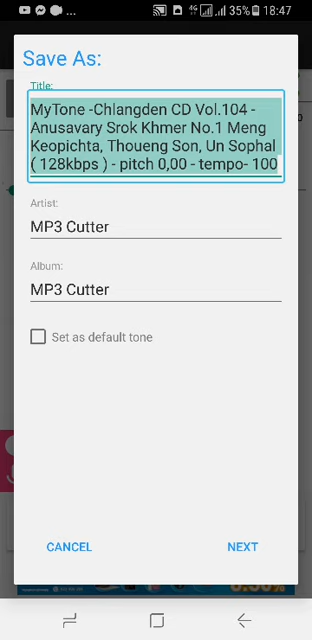 ... 4G 35% 18:47
Save As:
Title:
MyTone -Chlangden CD Vol.104 -
Anusavary Srok Khmer No.1 Meng
Keopichta, Thoueng Son, Un Sophal
( 128kbps ) - pitch 0,00 - tempo- 100
Artist:
MP3 Cutter
Album:
MP3 Cutter
Set as default tone
CANCEL NEXT